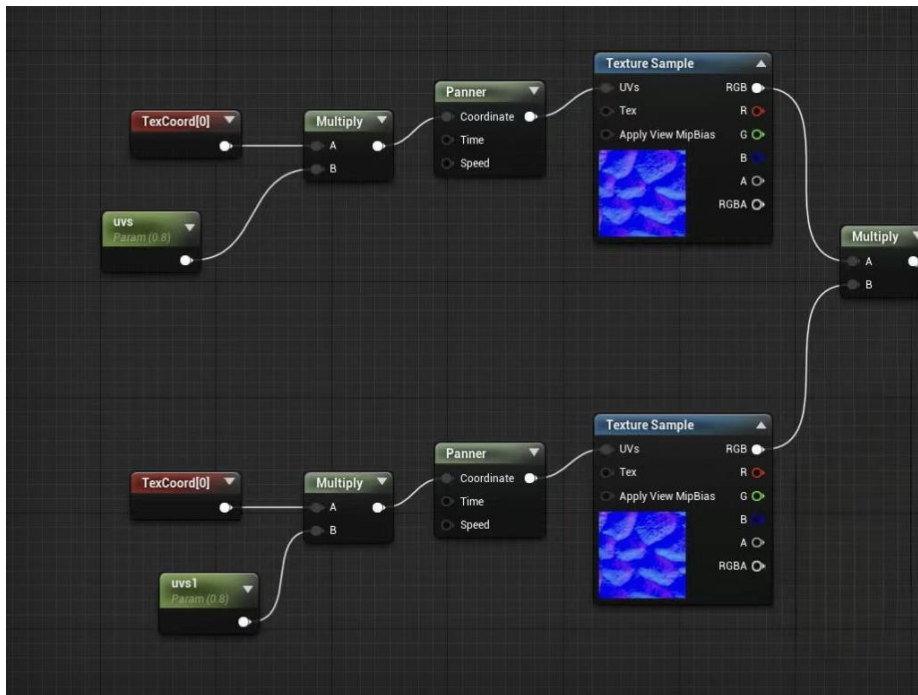 TexCoord[0]
Multiply
A
B
uvs
Param (0.8)
Panner
Coordinate
Time
Speed
Texture Sample
UVs
RGB
Tex
R
Apply View MipBias
G
B
A
RGBA
Multiply
A
B
TexCoord[0]
Multiply
A
B
uvs1
Param (0.8)
Panner
Coordinate
Time
Speed
Texture Sample
UVs
RGB
Tex
R
Apply View MipBias
G
B
A
RGBA